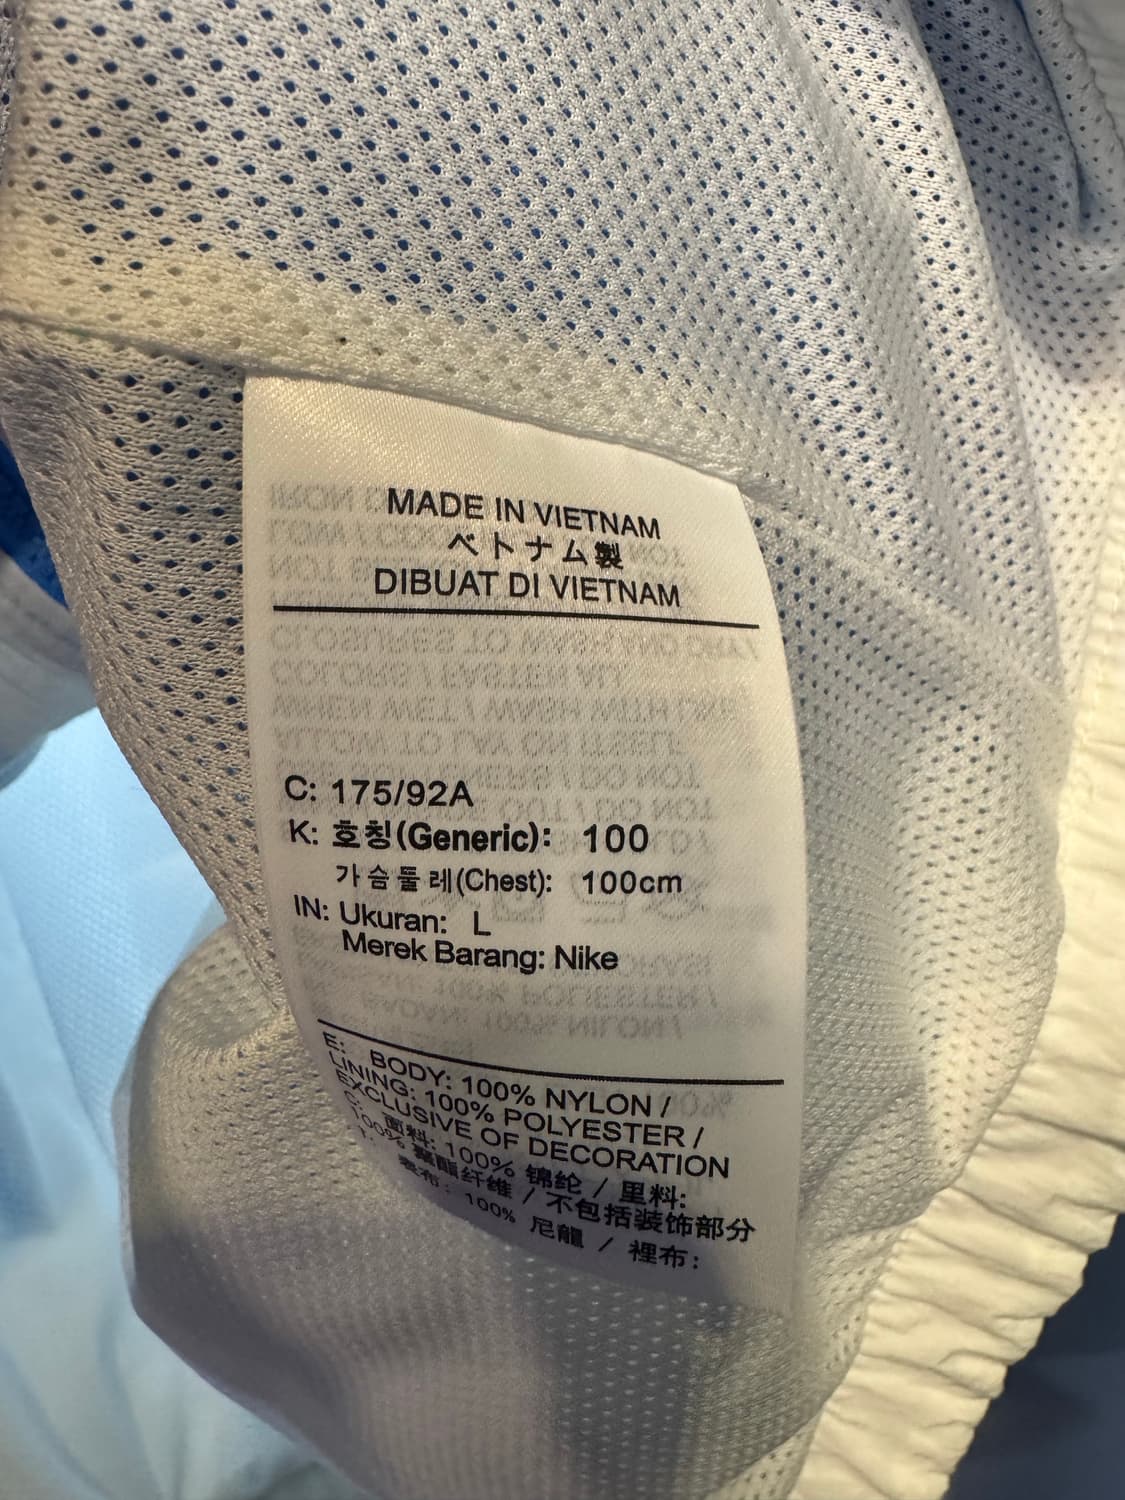 MADE IN VIETNAM
ベトナム製
DIBUAT DI VIETNAM
C: 175/92A
K: 호칭(Generic): 100
가슴둘레(Chest): 100cm
IN: Ukuran: L
Merek Barang: Nike
E: BODY: 100% NYLON /
LINING: 100% POLYESTER /
EXCLUSIVE OF DECORATION
C: 面料: 100% 锦纶 / 里料:
100% 聚酯纤维 / 不包括装饰部分
T: 表布: 100% 尼龍 / 裡布: